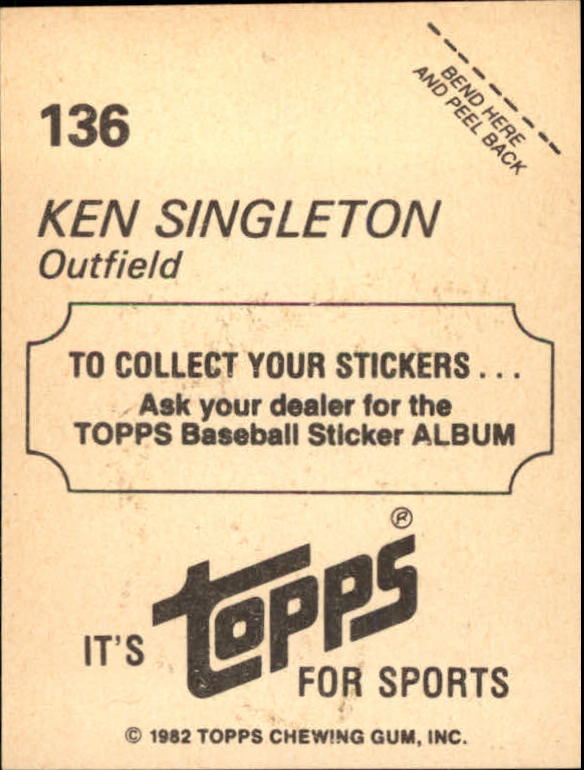 136
BEND HERE
AND PEEL BACK
KEN SINGLETON
Outfield
TO COLLECT YOUR STICKERS...
Ask your dealer for the
TOPPS Baseball Sticker ALBUM
IT'S topps®
FOR SPORTS
© 1982 TOPPS CHEWING GUM, INC.